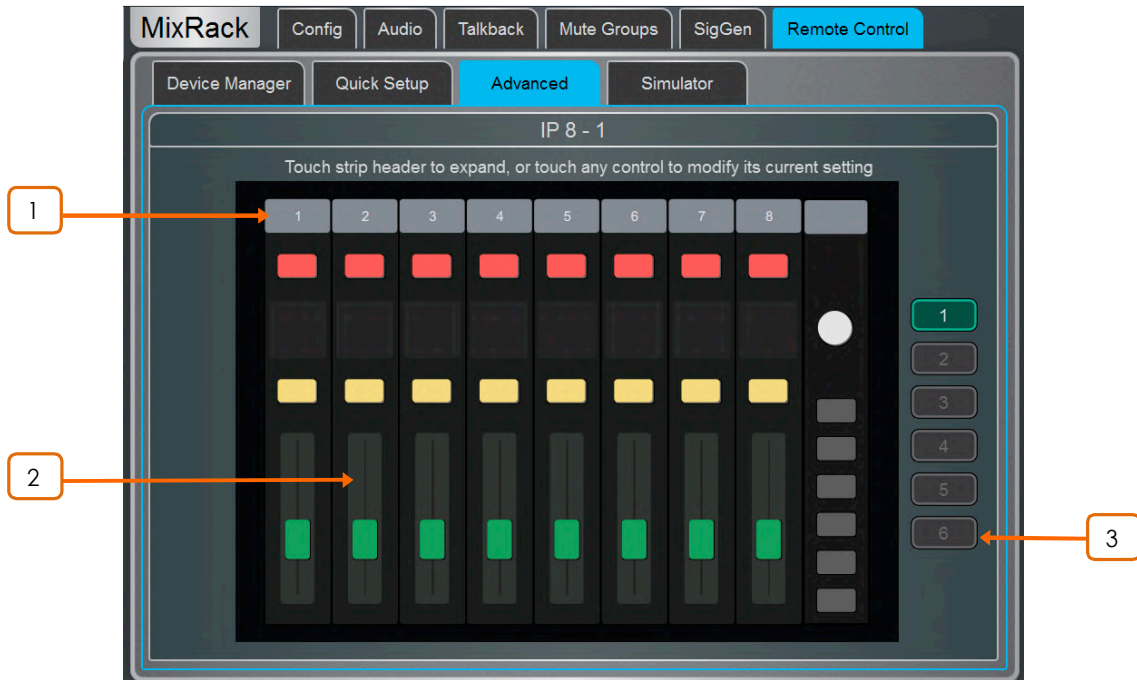 MixRack Config Audio Talkback Mute Groups SigGen Remote Control
Device Manager Quick Setup Advanced Simulator
IP 8 - 1
Touch strip header to expand, or touch any control to modify its current setting
1
1 2 3 4 5 6 7 8
1
2
3
4
2
5
6
3